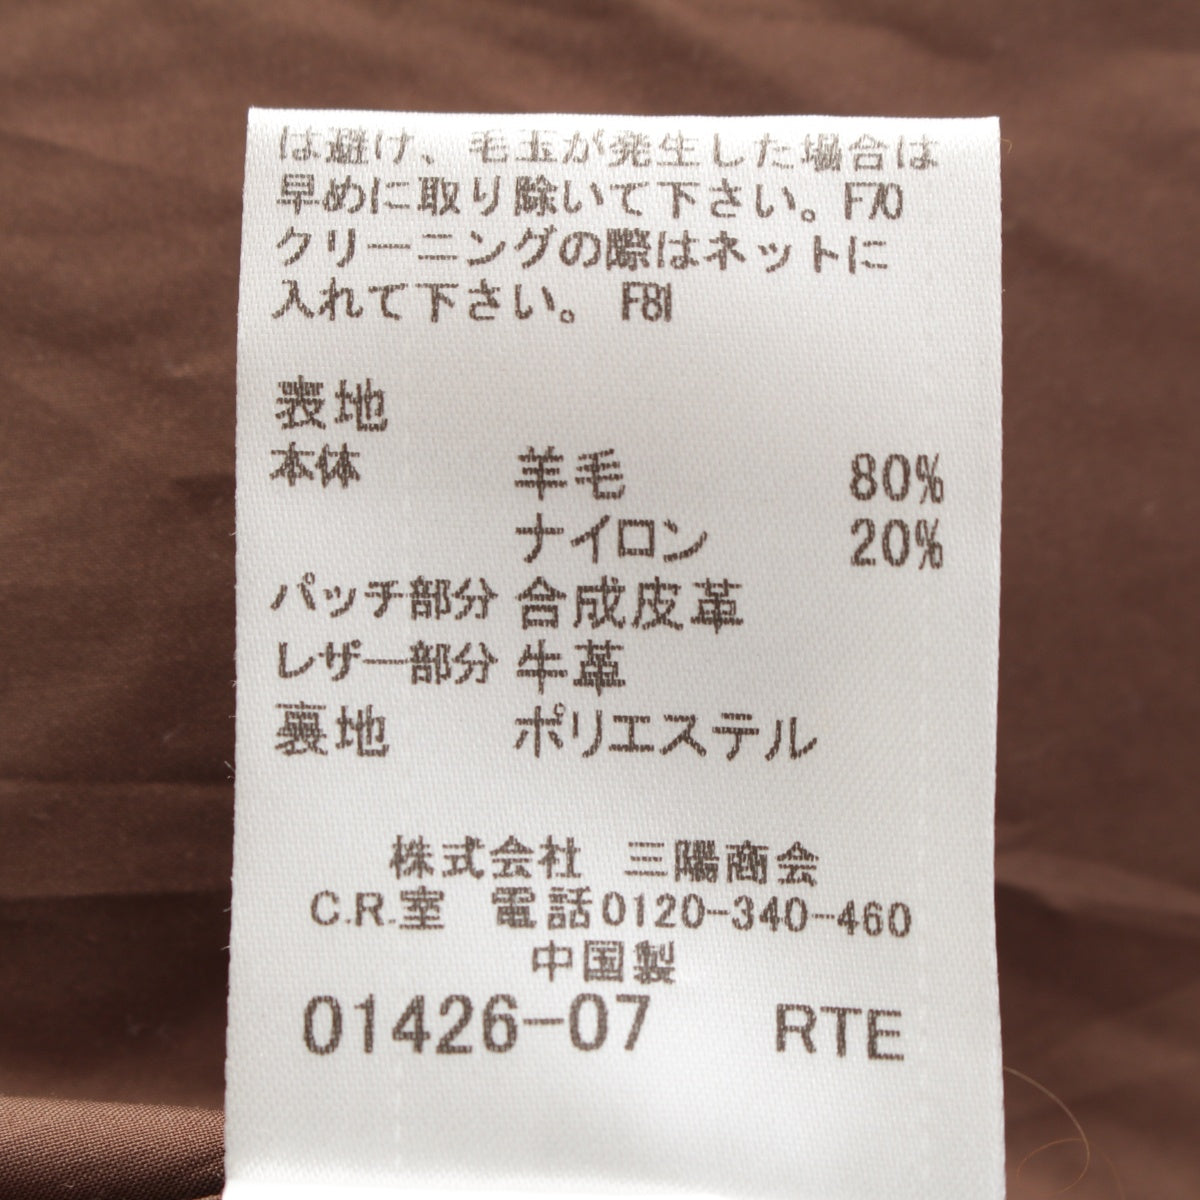 は避け、毛玉が発生した場合は
早めに取り除いて下さい。F70
クリーニングの際はネットに
入れて下さい。 F81
表地
本体 羊毛 80%
ナイロン 20%
パッチ部分 合成皮革
レザー部分 牛革
裏地 ポリエステル
株式会社 三陽商会
C.R.室 電話0120-340-460
中国製
01426-07 RTE